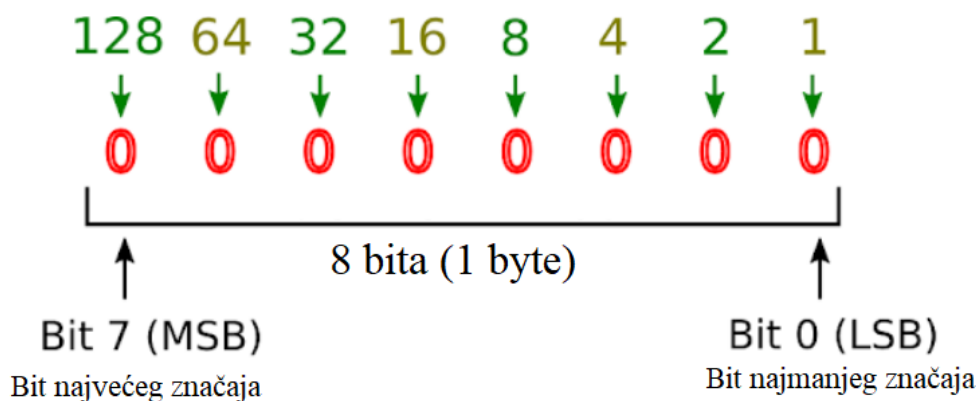 128 64 32 16 8 4 2 1
0 0 0 0 0 0 0 0
8 bita (1 byte)
Bit 7 (MSB) Bit 0 (LSB)
Bit najvećeg značaja Bit najmanjeg značaja